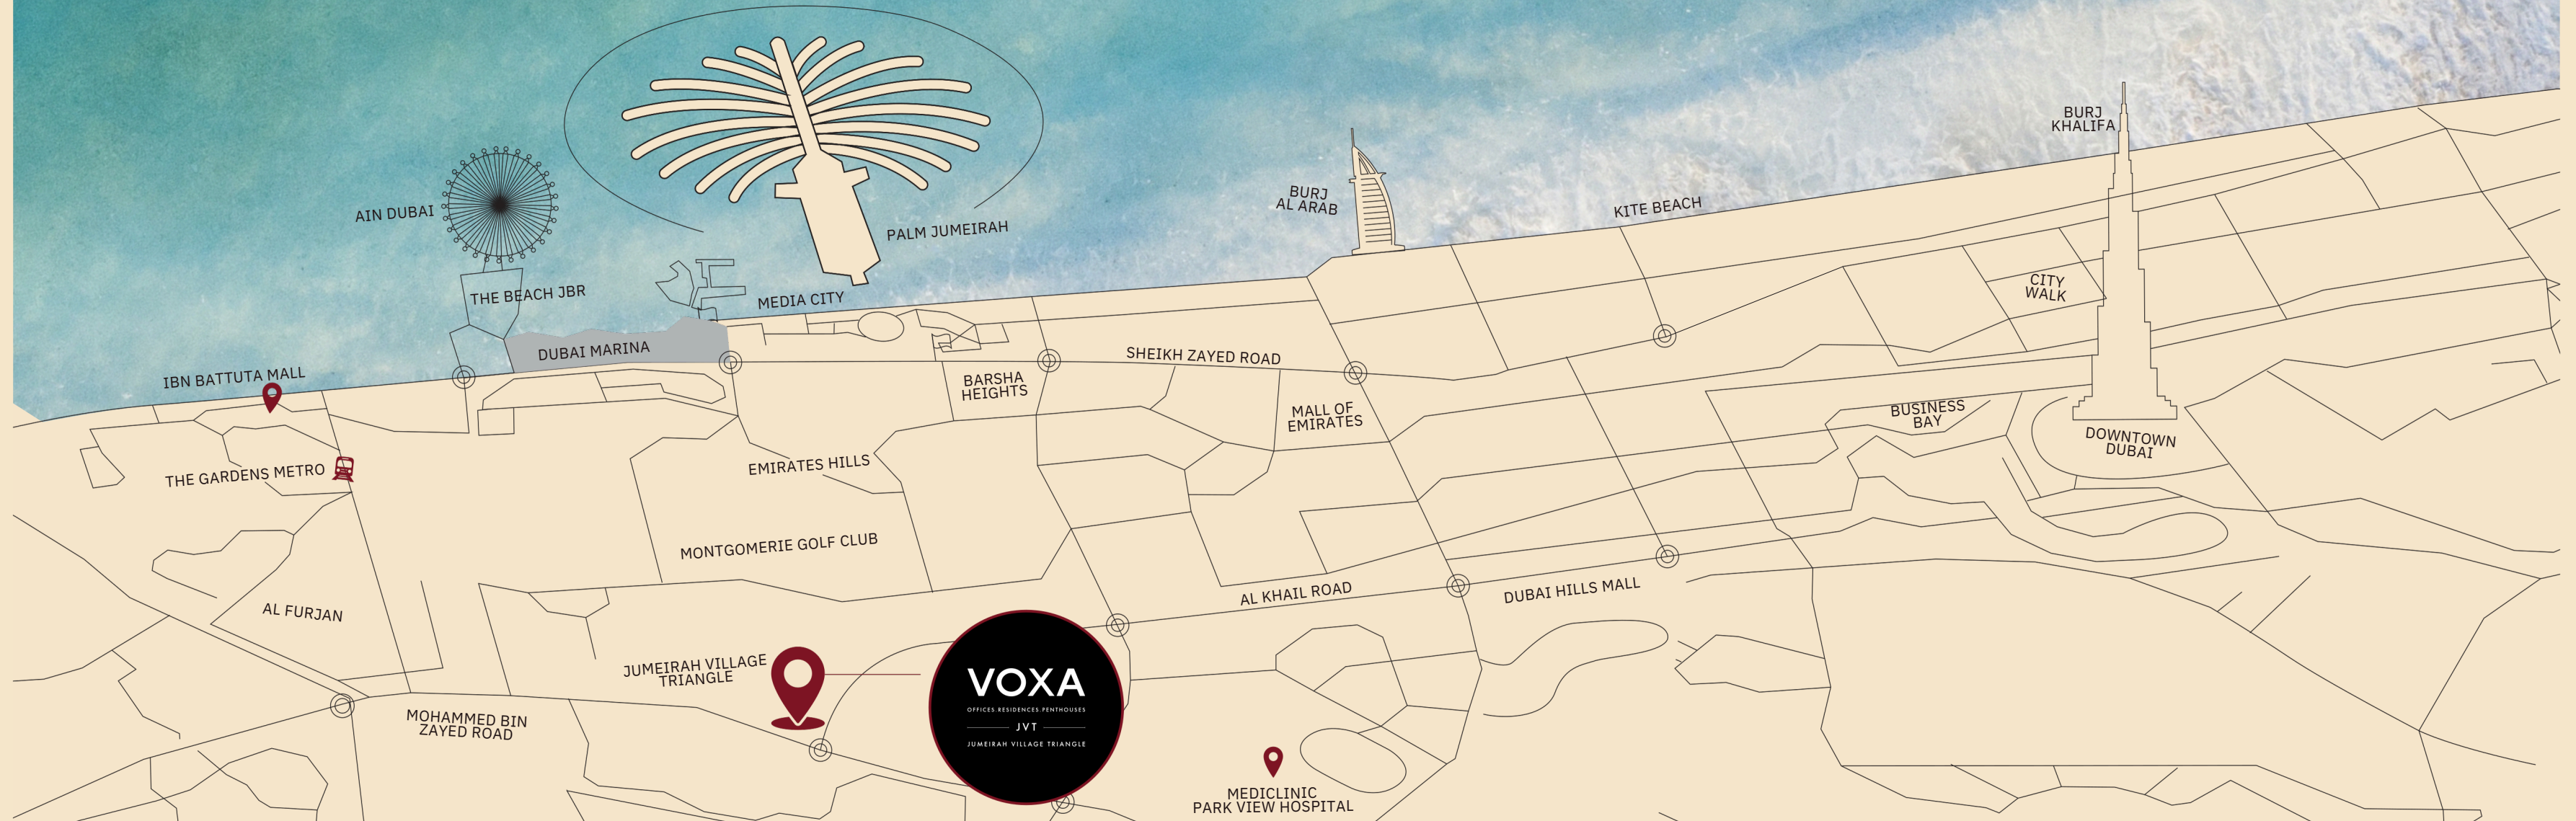 BURJ
KHALIFA
BURJ
AL ARAB
KITE BEACH
AIN DUBAI
PALM JUMEIRAH
THE BEACH JBR
MEDIA CITY
CITY
WALK
DUBAI MARINA
SHEIKH ZAYED ROAD
IBN BATTUTA MALL
BARSHA
HEIGHTS
MALL OF
EMIRATES
BUSINESS
BAY
DOWNTOWN
DUBAI
THE GARDENS METRO
EMIRATES HILLS
MONTGOMERIE GOLF CLUB
AL FURJAN
AL KHAIL ROAD
DUBAI HILLS MALL
JUMEIRAH VILLAGE
TRIANGLE
VOXA
OFFICES.RESIDENCES.PENTHOUSES
JVT
JUMEIRAH VILLAGE TRIANGLE
MOHAMMED BIN
ZAYED ROAD
MEDICLINIC
PARK VIEW HOSPITAL